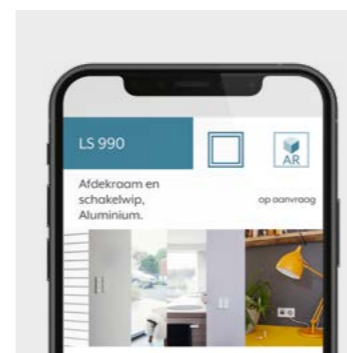 LS 990
AR
Afdekraam en
schakelwip,
Aluminium.
op aanvraag